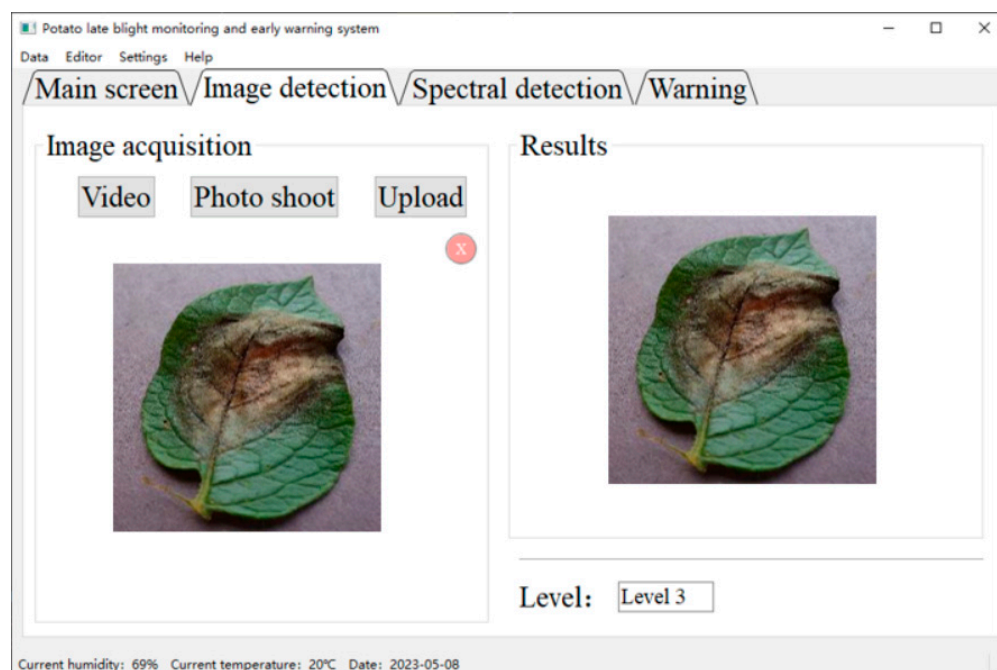 Potato late blight monitoring and early warning system
Data Editor Settings Help
Main screen Image detection Spectral detection Warning
Image acquisition
Video Photo shoot Upload
X
Results
Level: Level 3
Current humidity: 69% Current temperature: 20℃ Date: 2023-05-08